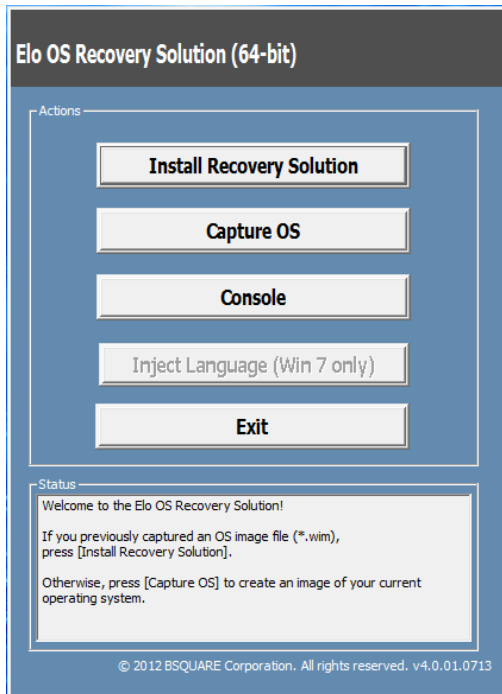 Elo OS Recovery Solution (64-bit)
Actions
Install Recovery Solution
Capture OS
Console
Inject Language (Win 7 only)
Exit
Status
Welcome to the Elo OS Recovery Solution!
If you previously captured an OS image file (*.wim),
press [Install Recovery Solution].
Otherwise, press [Capture OS] to create an image of your current
operating system.
© 2012 BSQUARE Corporation. All rights reserved. v4.0.01.0713